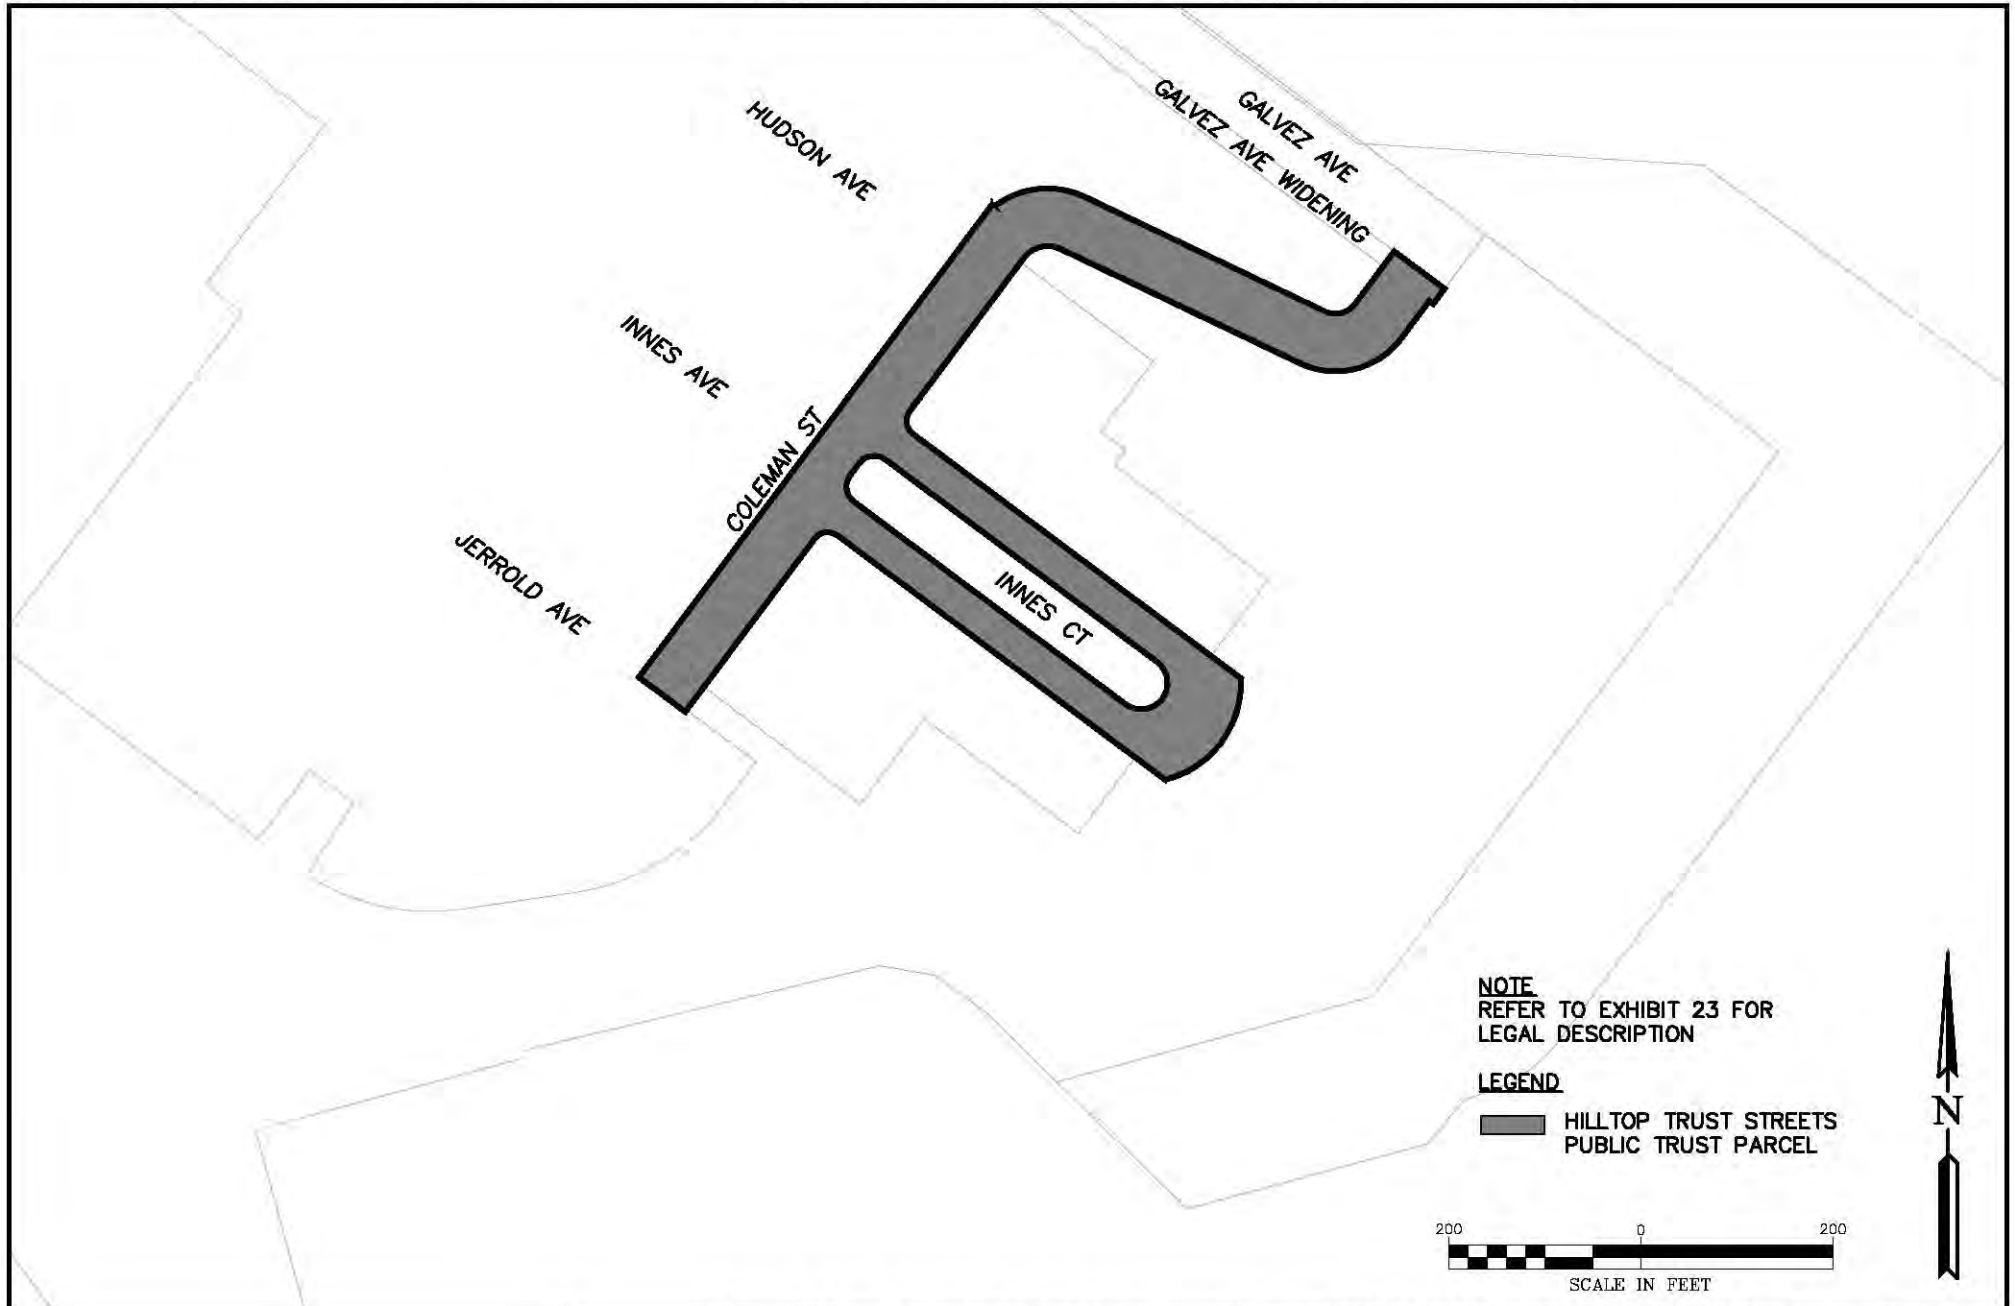 GALVEZ AVE
GALVEZ AVE WIDENING
HUDSON AVE
INNES AVE
COLEMAN ST
JERROLD AVE
INNES CT
NOTE
REFER TO EXHIBIT 23 FOR
LEGAL DESCRIPTION
LEGEND
HILLTOP TRUST STREETS
PUBLIC TRUST PARCEL
N
200 0 200
SCALE IN FEET